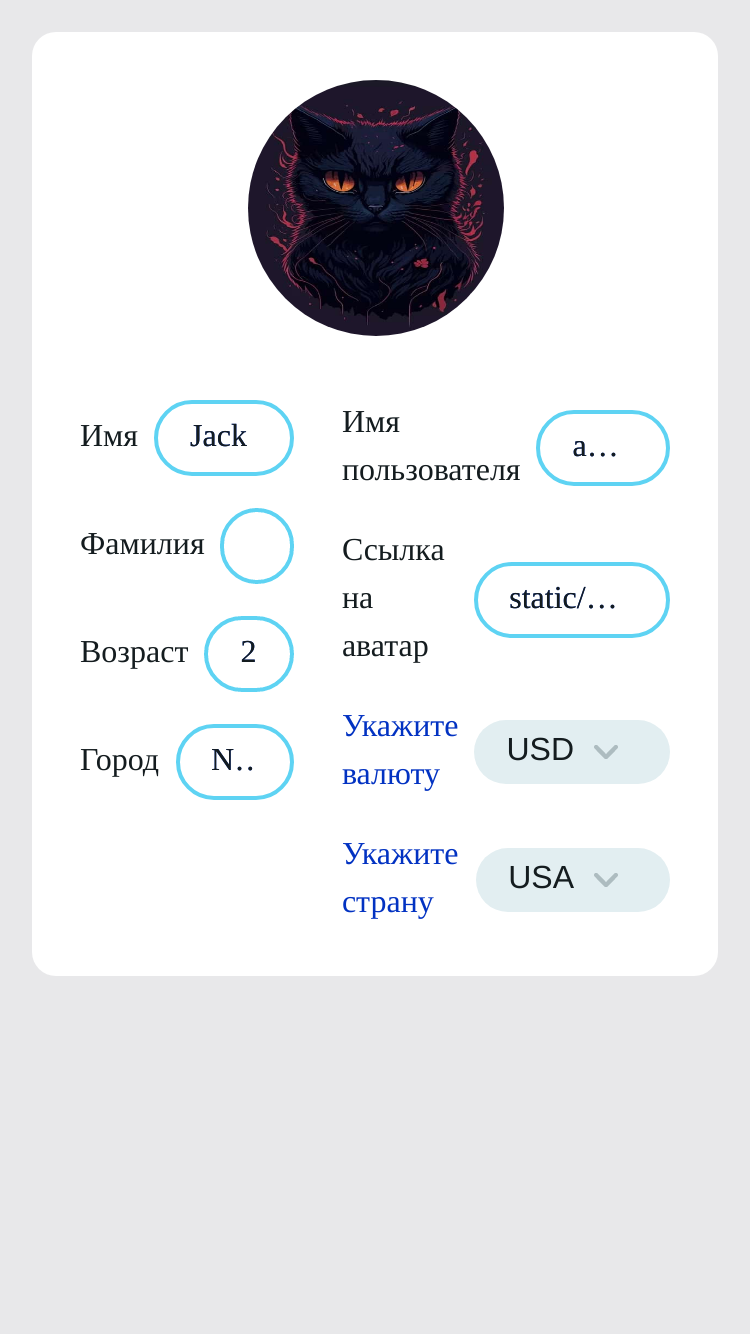 Имя Jack
Фамилия
Возраст 2
Город N..
Имя
пользователя a...
Ссылка
на
аватар static/...
Укажите
валюту USD
Укажите
страну USA